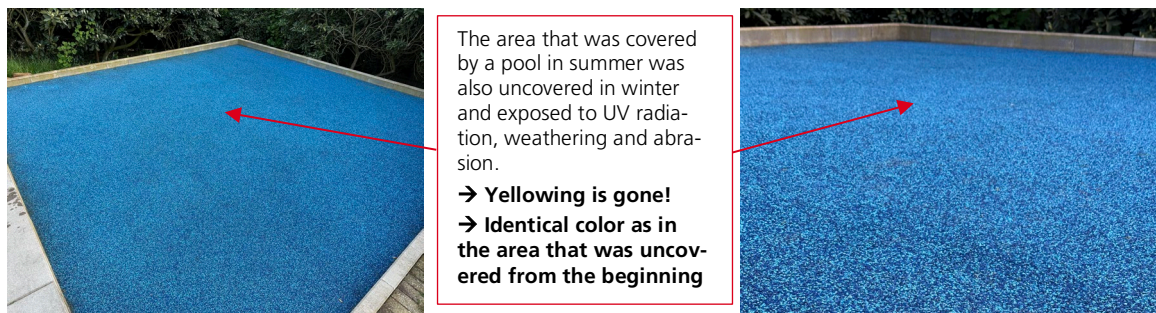 The area that was covered
by a pool in summer was
also uncovered in winter
and exposed to UV radia-
tion, weathering and abra-
sion.
→ Yellowing is gone!
→ Identical color as in
the area that was uncov-
ered from the beginning